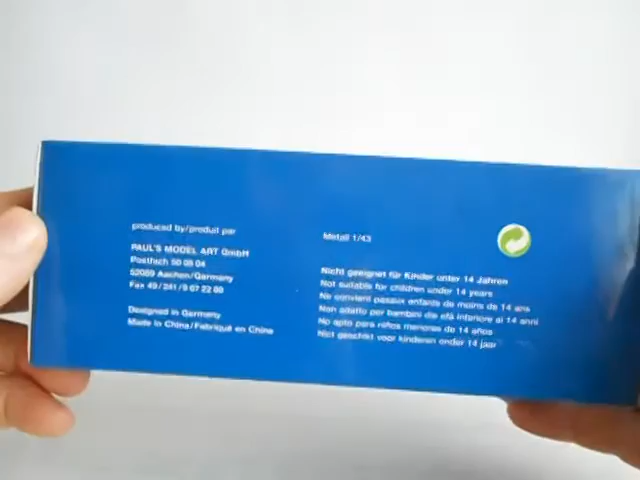 produced by/produit par
PAUL'S MODEL ART GmbH
Postfach 50 08 04
52089 Aachen/Germany
Fax 49/241/9 67 22 00
Designed in Germany
Made in China/Fabriqué en Chine
Metall 1/43
Nicht geeignet für Kinder unter 14 Jahren
Not suitable for children under 14 years
Ne convient pas aux enfants de moins de 14 ans
Non adatto per bambini di età inferiore ai 14 anni
No apto para niños menores de 14 años
Niet geschikt voor kinderen onder 14 jaar